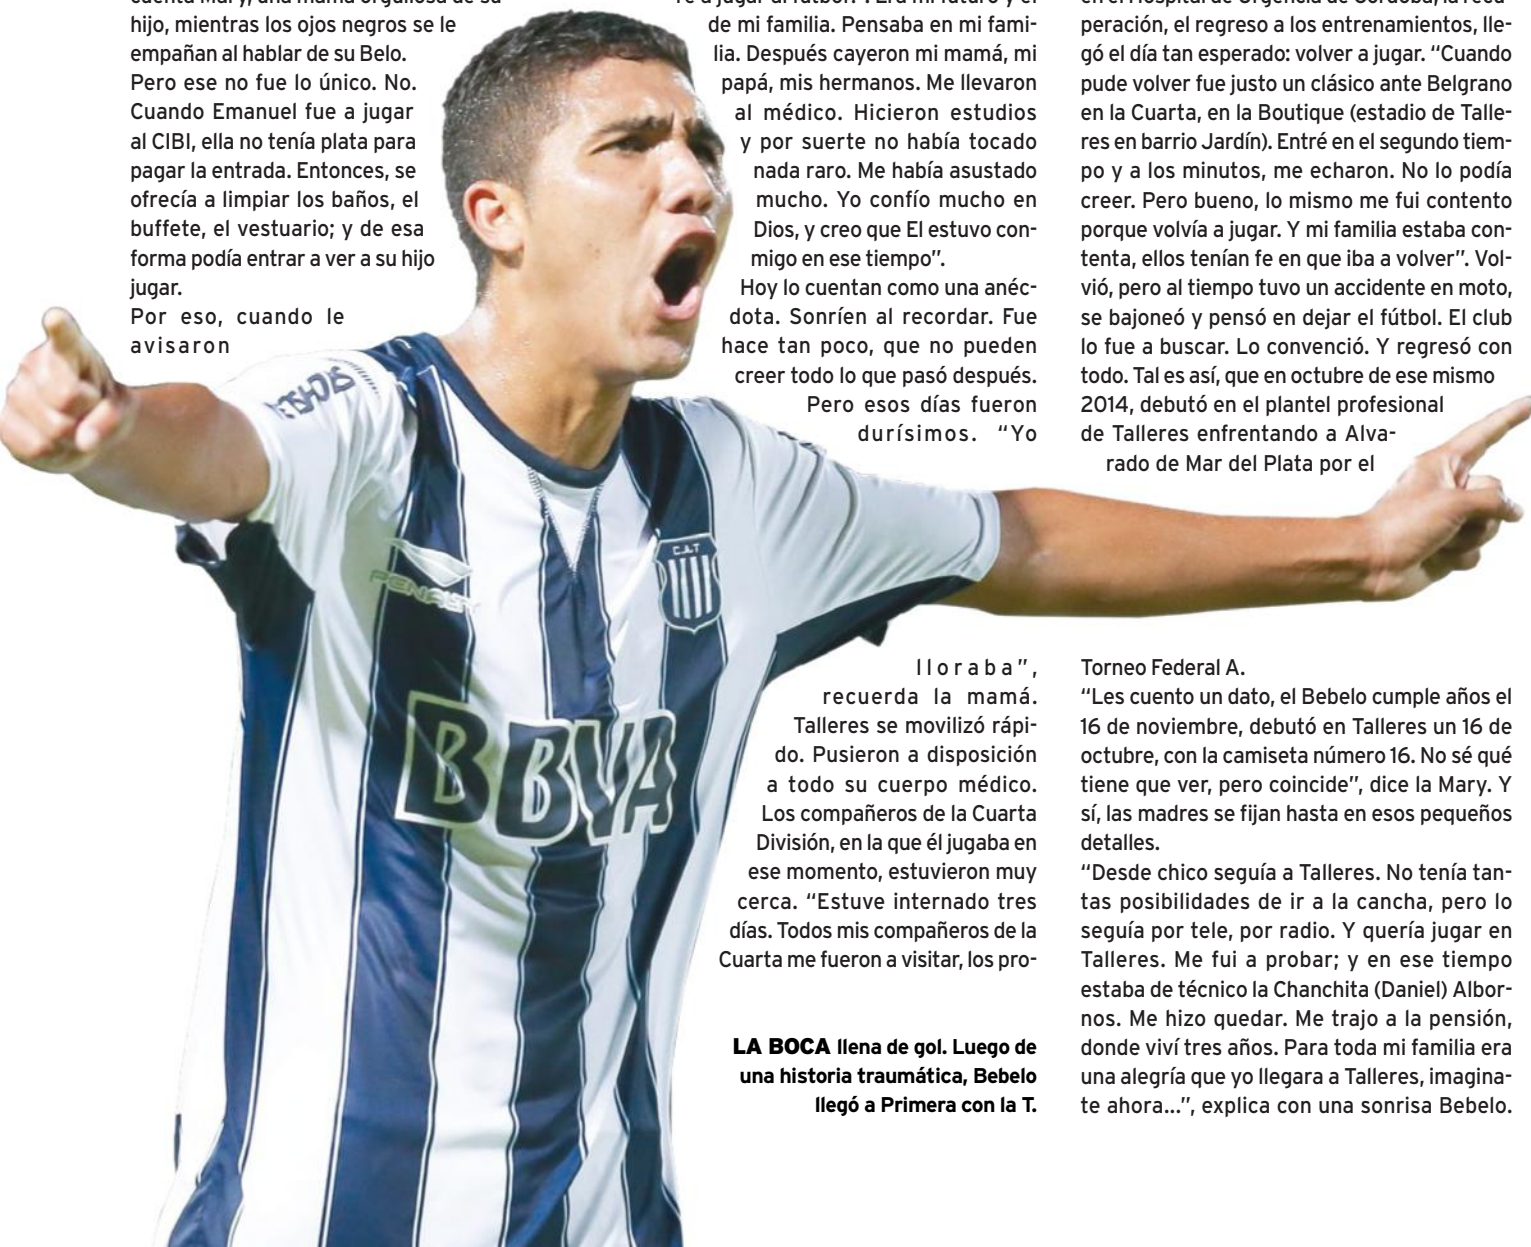 cuenta Mary, una mamá orgullosa de su
hijo, mientras los ojos negros se le
empañan al hablar de su Belo.
Pero ese no fue lo único. No.
Cuando Emanuel fue a jugar
al CIBI, ella no tenía plata para
pagar la entrada. Entonces, se
ofrecía a limpiar los baños, el
buffete, el vestuario; y de esa
forma podía entrar a ver a su hijo
jugar.
Por eso, cuando le
avisaron
a jugar al fútbol
de mi familia. Pensaba en mi fami-
lia. Después cayeron mi mamá, mi
papá, mis hermanos. Me llevaron
al médico. Hicieron estudios
y por suerte no había tocado
nada raro. Me había asustado
mucho. Yo confío mucho en
Dios, y creo que El estuvo con-
migo en ese tiempo”.
Hoy lo cuentan como una anéc-
dota. Sonríen al recordar. Fue
hace tan poco, que no pueden
creer todo lo que pasó después.
Pero esos días fueron
durísimos. “Yo
lloraba”,
recuerda la mamá.
Talleres se movilizó rápi-
do. Pusieron a disposición
a todo su cuerpo médico.
Los compañeros de la Cuarta
División, en la que él jugaba en
ese momento, estuvieron muy
cerca. “Estuve internado tres
días. Todos mis compañeros de la
Cuarta me fueron a visitar, los pro-
LA BOCA llena de gol. Luego de
una historia traumática, Bebelo
llegó a Primera con la T.
en el Hospital de Urgencia de Córdoba, la recu-
peración, el regreso a los entrenamientos, lle-
gó el día tan esperado: volver a jugar. “Cuando
pude volver fue justo un clásico ante Belgrano
en la Cuarta, en la Boutique (estadio de Talle-
res en barrio Jardín). Entré en el segundo tiem-
po y a los minutos, me echaron. No lo podía
creer. Pero bueno, lo mismo me fui contento
porque volvía a jugar. Y mi familia estaba con-
tenta, ellos tenían fe en que iba a volver”. Vol-
vió, pero al tiempo tuvo un accidente en moto,
se bajoneó y pensó en dejar el fútbol. El club
lo fue a buscar. Lo convenció. Y regresó con
todo. Tal es así, que en octubre de ese mismo
2014, debutó en el plantel profesional
de Talleres enfrentando a Alva-
rado de Mar del Plata por el
Torneo Federal A.
“Les cuento un dato, el Bebelo cumple años el
16 de noviembre, debutó en Talleres un 16 de
octubre, con la camiseta número 16. No sé qué
tiene que ver, pero coincide”, dice la Mary. Y
sí, las madres se fijan hasta en esos pequeños
detalles.
“Desde chico seguía a Talleres. No tenía tan-
tas posibilidades de ir a la cancha, pero lo
seguía por tele, por radio. Y quería jugar en
Talleres. Me fui a probar; y en ese tiempo
estaba de técnico la Chanchita (Daniel) Albor-
nos. Me hizo quedar. Me trajo a la pensión,
donde viví tres años. Para toda mi familia era
una alegría que yo llegara a Talleres, imagina-
te ahora...”, explica con una sonrisa Bebelo.
PENALTY
C.A.T
BBVA